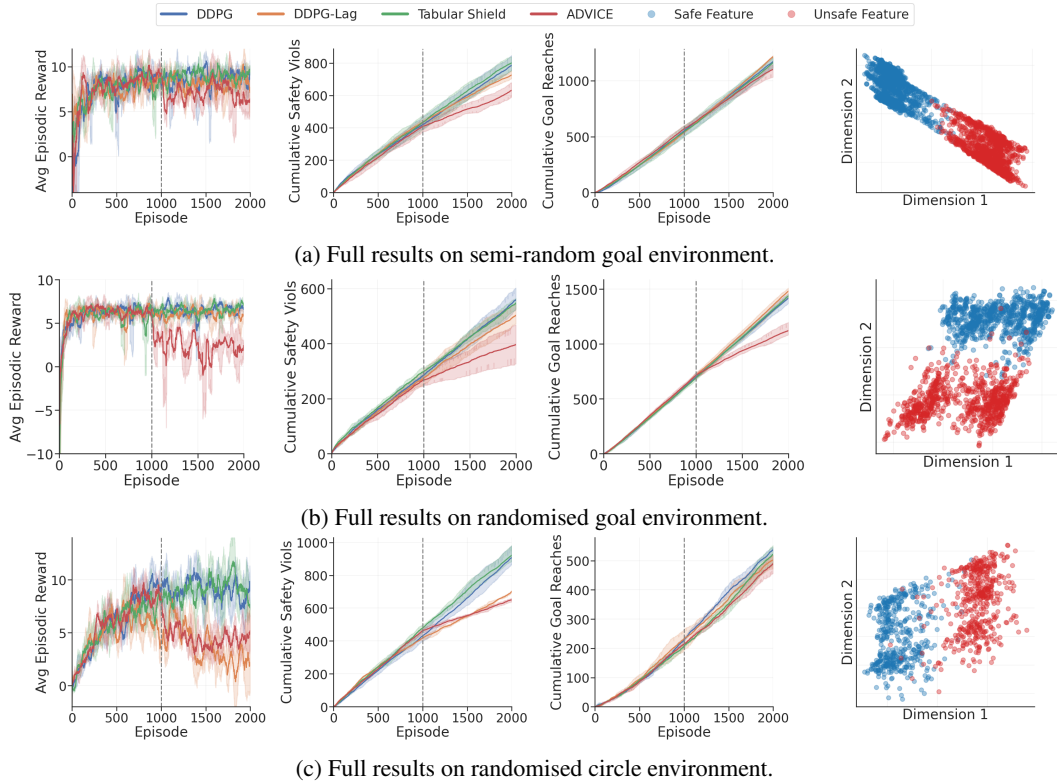 DDPG DDPG-Lag Tabular Shield ADVICE Safe Feature Unsafe Feature
Avg Episodic Reward
10
5
0
0 500 1000 1500 2000
Episode
Cumulative Safety Viols
800
600
400
200
0
0 500 1000 1500 2000
Episode
Cumulative Goal Reaches
1000
500
0
0 500 1000 1500 2000
Episode
Dimension 2
Dimension 1
(a) Full results on semi-random goal environment.
Avg Episodic Reward
10
5
0
−5
−10
0 500 1000 1500 2000
Episode
Cumulative Safety Viols
600
400
200
0
0 500 1000 1500 2000
Episode
Cumulative Goal Reaches
1500
1000
500
0
0 500 1000 1500 2000
Episode
Dimension 2
Dimension 1
(b) Full results on randomised goal environment.
Avg Episodic Reward
10
5
0
0 500 1000 1500 2000
Episode
Cumulative Safety Viols
1000
800
600
400
200
0
0 500 1000 1500 2000
Episode
Cumulative Goal Reaches
500
400
300
200
100
0
0 500 1000 1500 2000
Episode
Dimension 2
Dimension 1
(c) Full results on randomised circle environment.